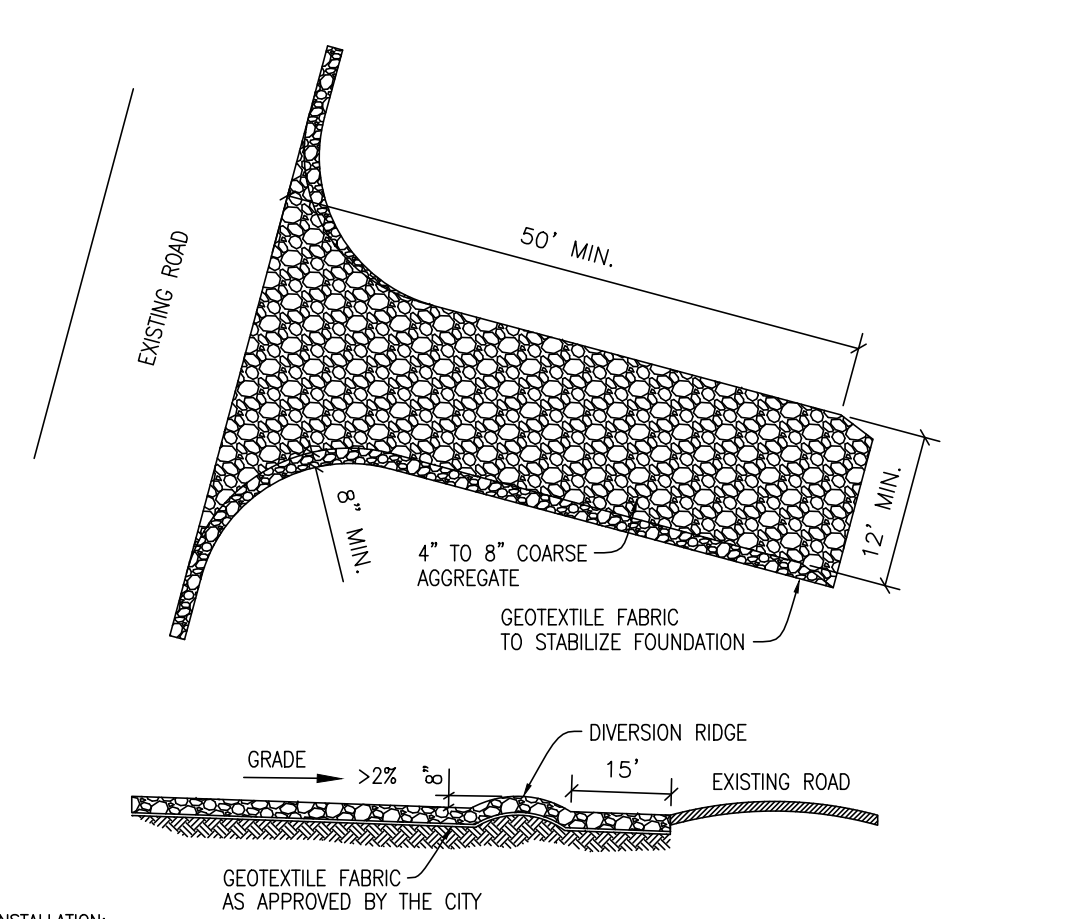 EXISTING ROAD
50' MIN.
12' MIN.
8" MIN.
4" TO 8" COARSE
AGGREGATE
GEOTEXTILE FABRIC
TO STABILIZE FOUNDATION
DIVERSION RIDGE
GRADE
>2%
8"
15'
EXISTING ROAD
GEOTEXTILE FABRIC
AS APPROVED BY THE CITY